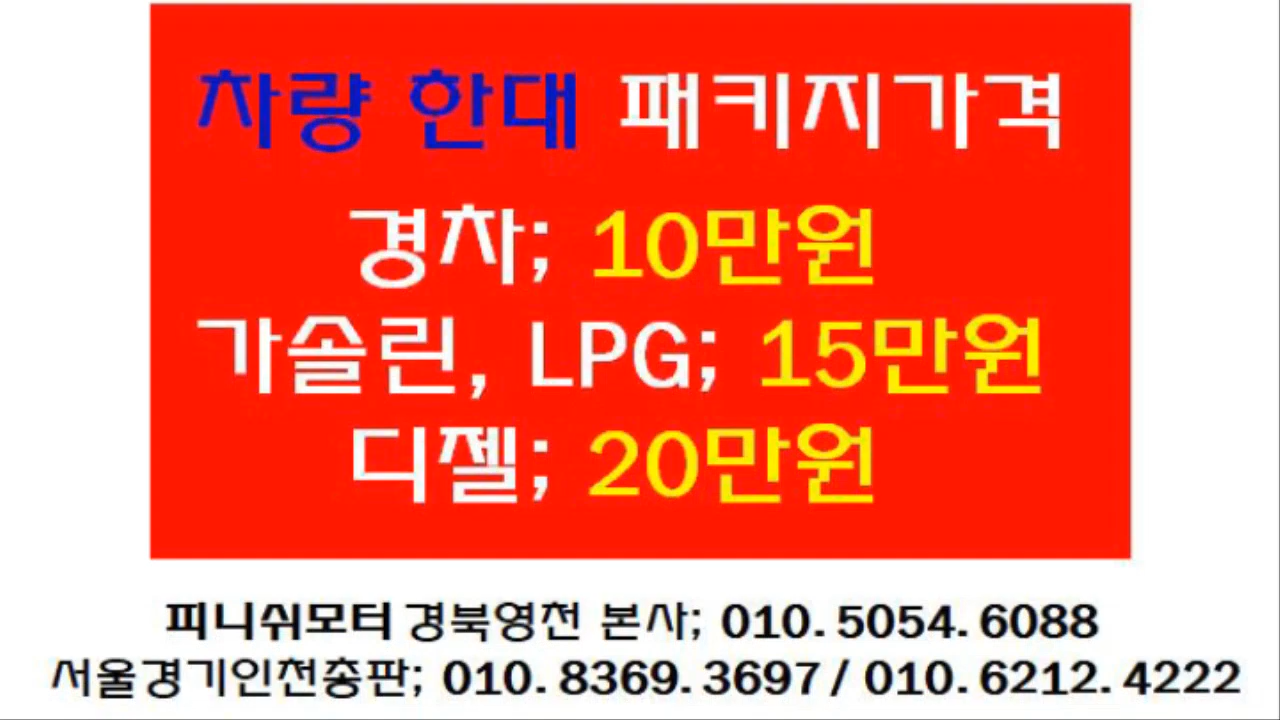 차량 한대 패키지가격
경차; 10만원
가솔린, LPG; 15만원
디젤; 20만원
피니쉬모터 경북영천 본사; 010. 5054. 6088
서울경기인천총판; 010. 8369. 3697 / 010. 6212. 4222